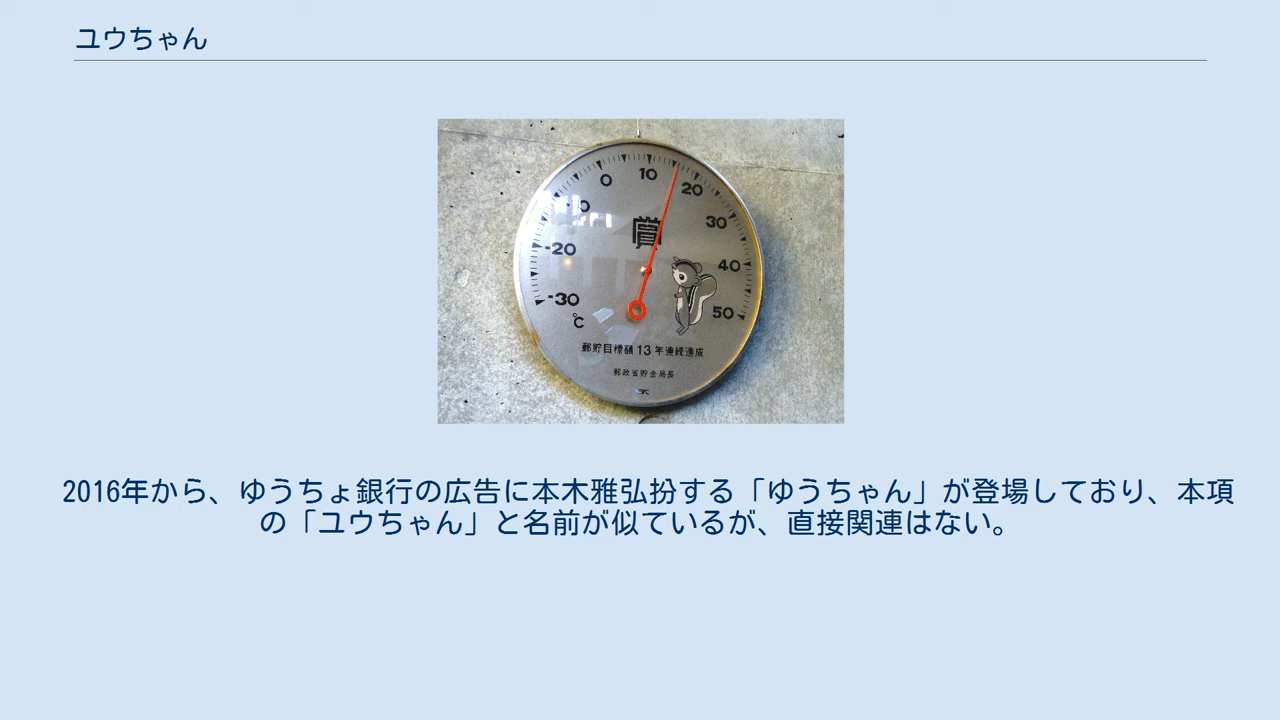 ユウちゃん
0
10
20
30
40
50
-20
-30
℃
賞
郵貯目標額13年連続達成
郵政省貯金局長
2016年から、ゆうちょ銀行の広告に本木雅弘扮する「ゆうちゃん」が登場しており、本項
の「ユウちゃん」と名前が似ているが、直接関連はない。